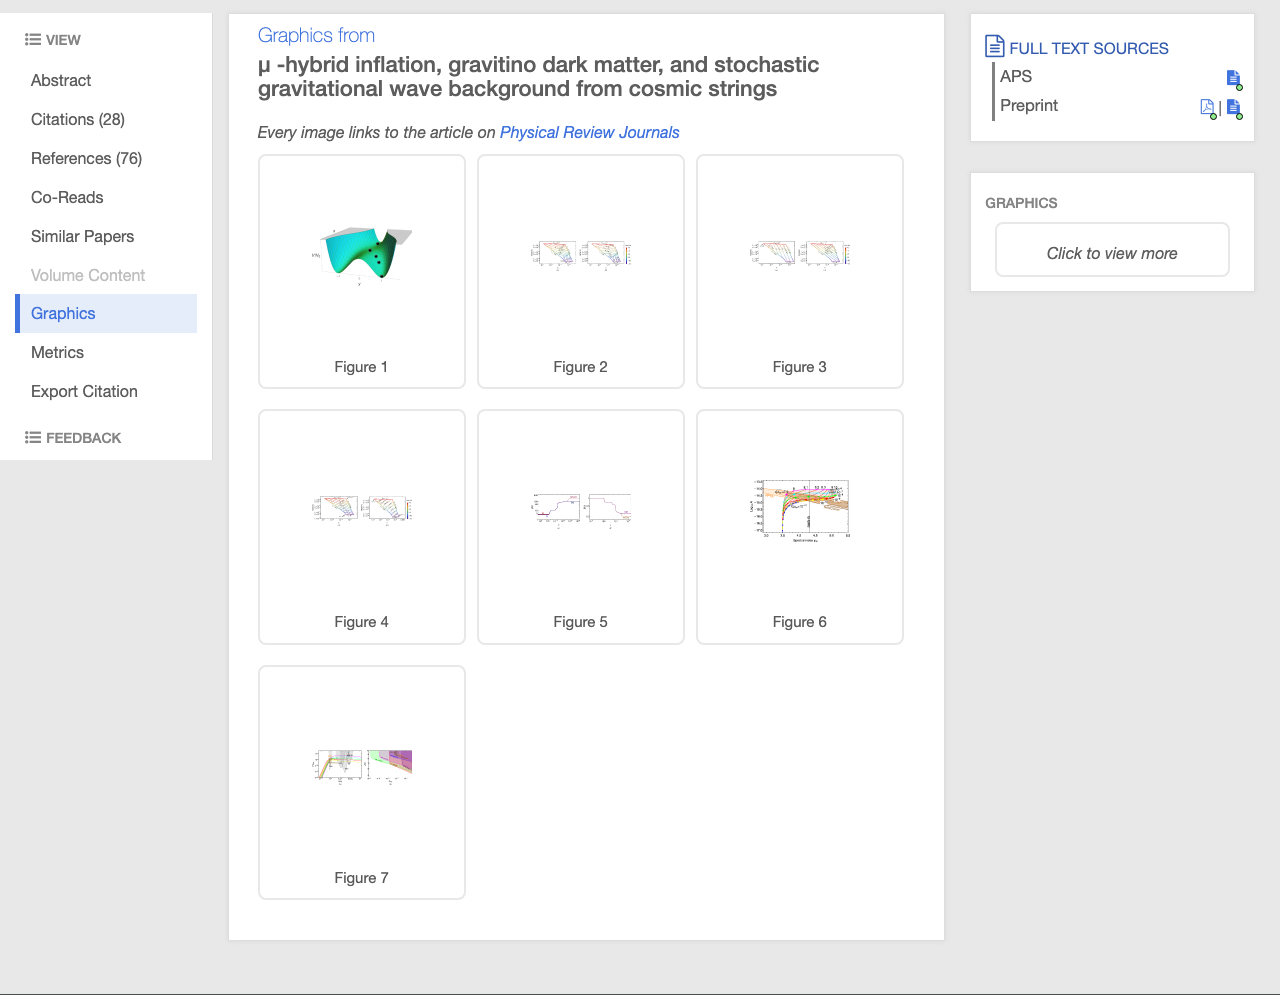 VIEW
Abstract
Citations (28)
References (76)
Co-Reads
Similar Papers
Volume Content
Graphics
Metrics
Export Citation
FEEDBACK
Graphics from
µ -hybrid inflation, gravitino dark matter, and stochastic
gravitational wave background from cosmic strings
Every image links to the article on Physical Review Journals
Figure 1
Figure 2
Figure 3
Figure 4
Figure 5
Figure 6
Figure 7
FULL TEXT SOURCES
APS
Preprint
|
GRAPHICS
Click to view more